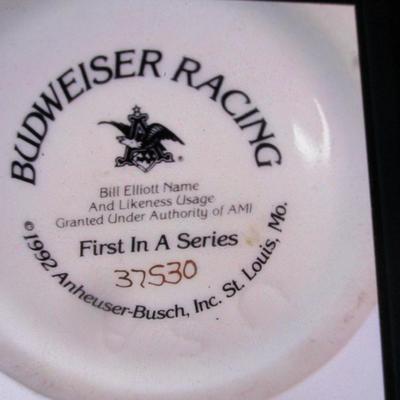 BUDWEISER RACING
Bill Elliott Name
And Likeness Usage
Granted Under Authority of AMI
First In A Series
37530
©1992 Anheuser-Busch, Inc. St. Louis, Mo.